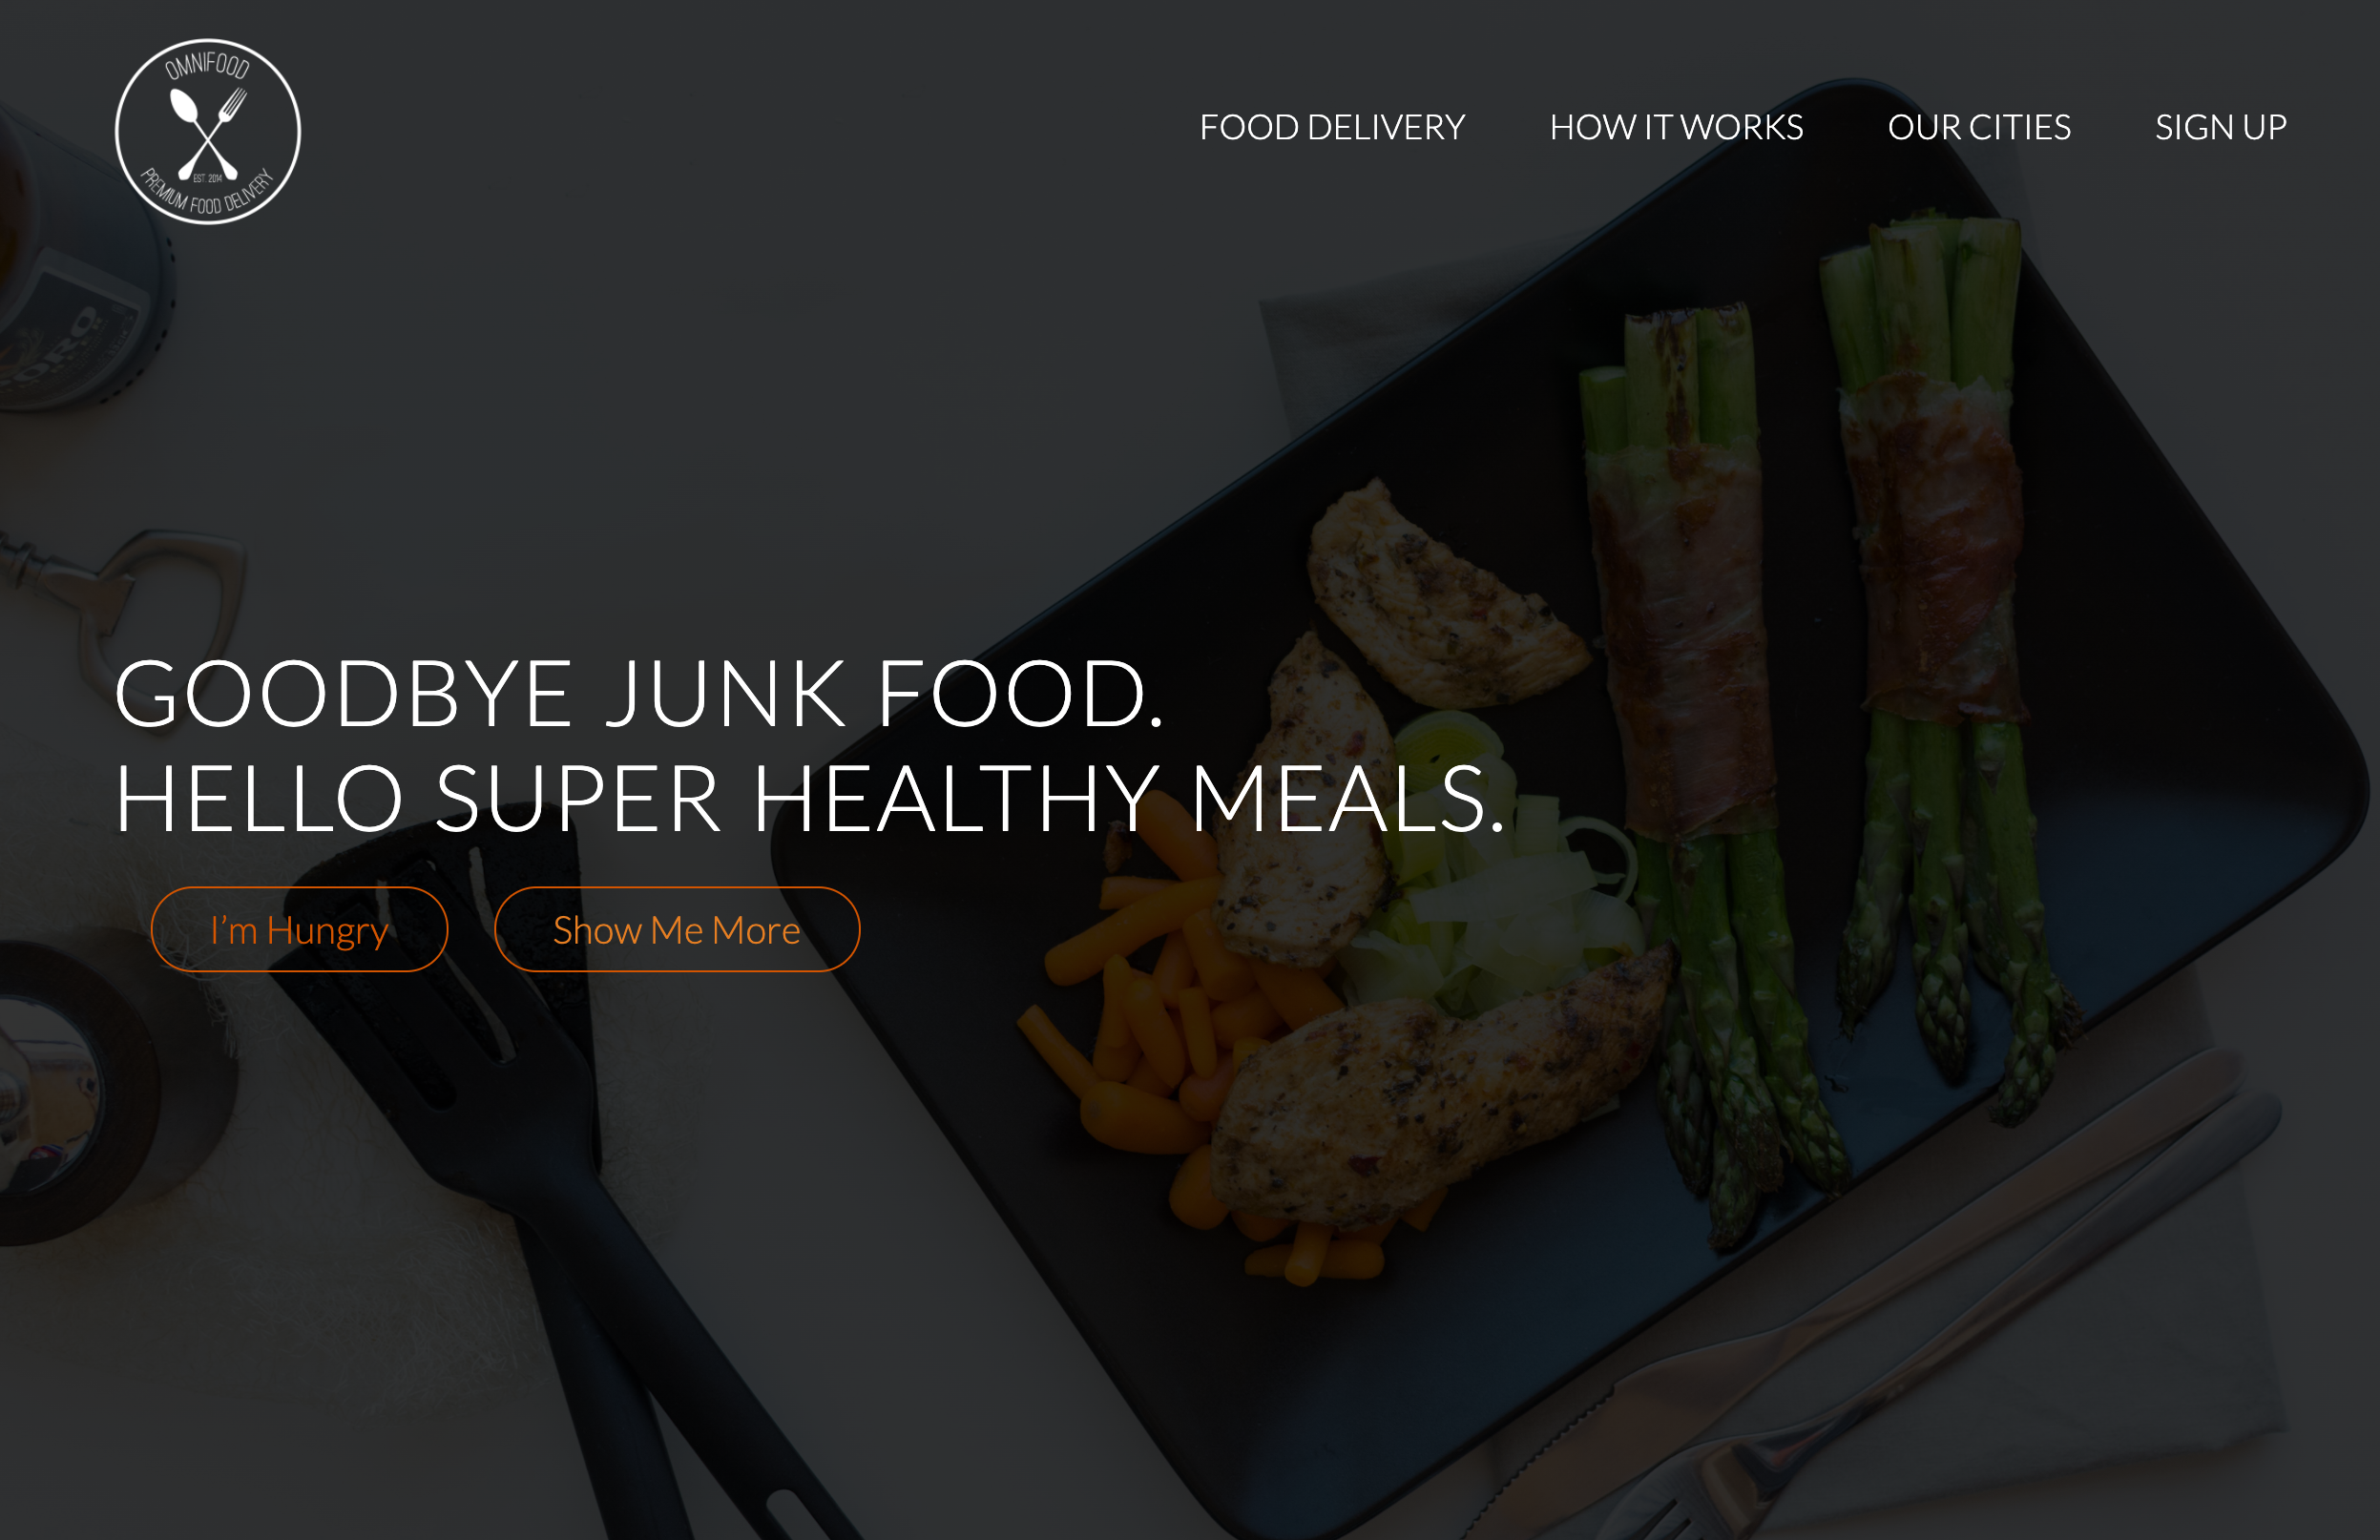 OMNIFOOD
EST. 2014
PREMIUM FOOD DELIVERY
FOOD DELIVERY
HOW IT WORKS
OUR CITIES
SIGN UP
GOODBYE JUNK FOOD.
HELLO SUPER HEALTHY MEALS.
I’m Hungry
Show Me More